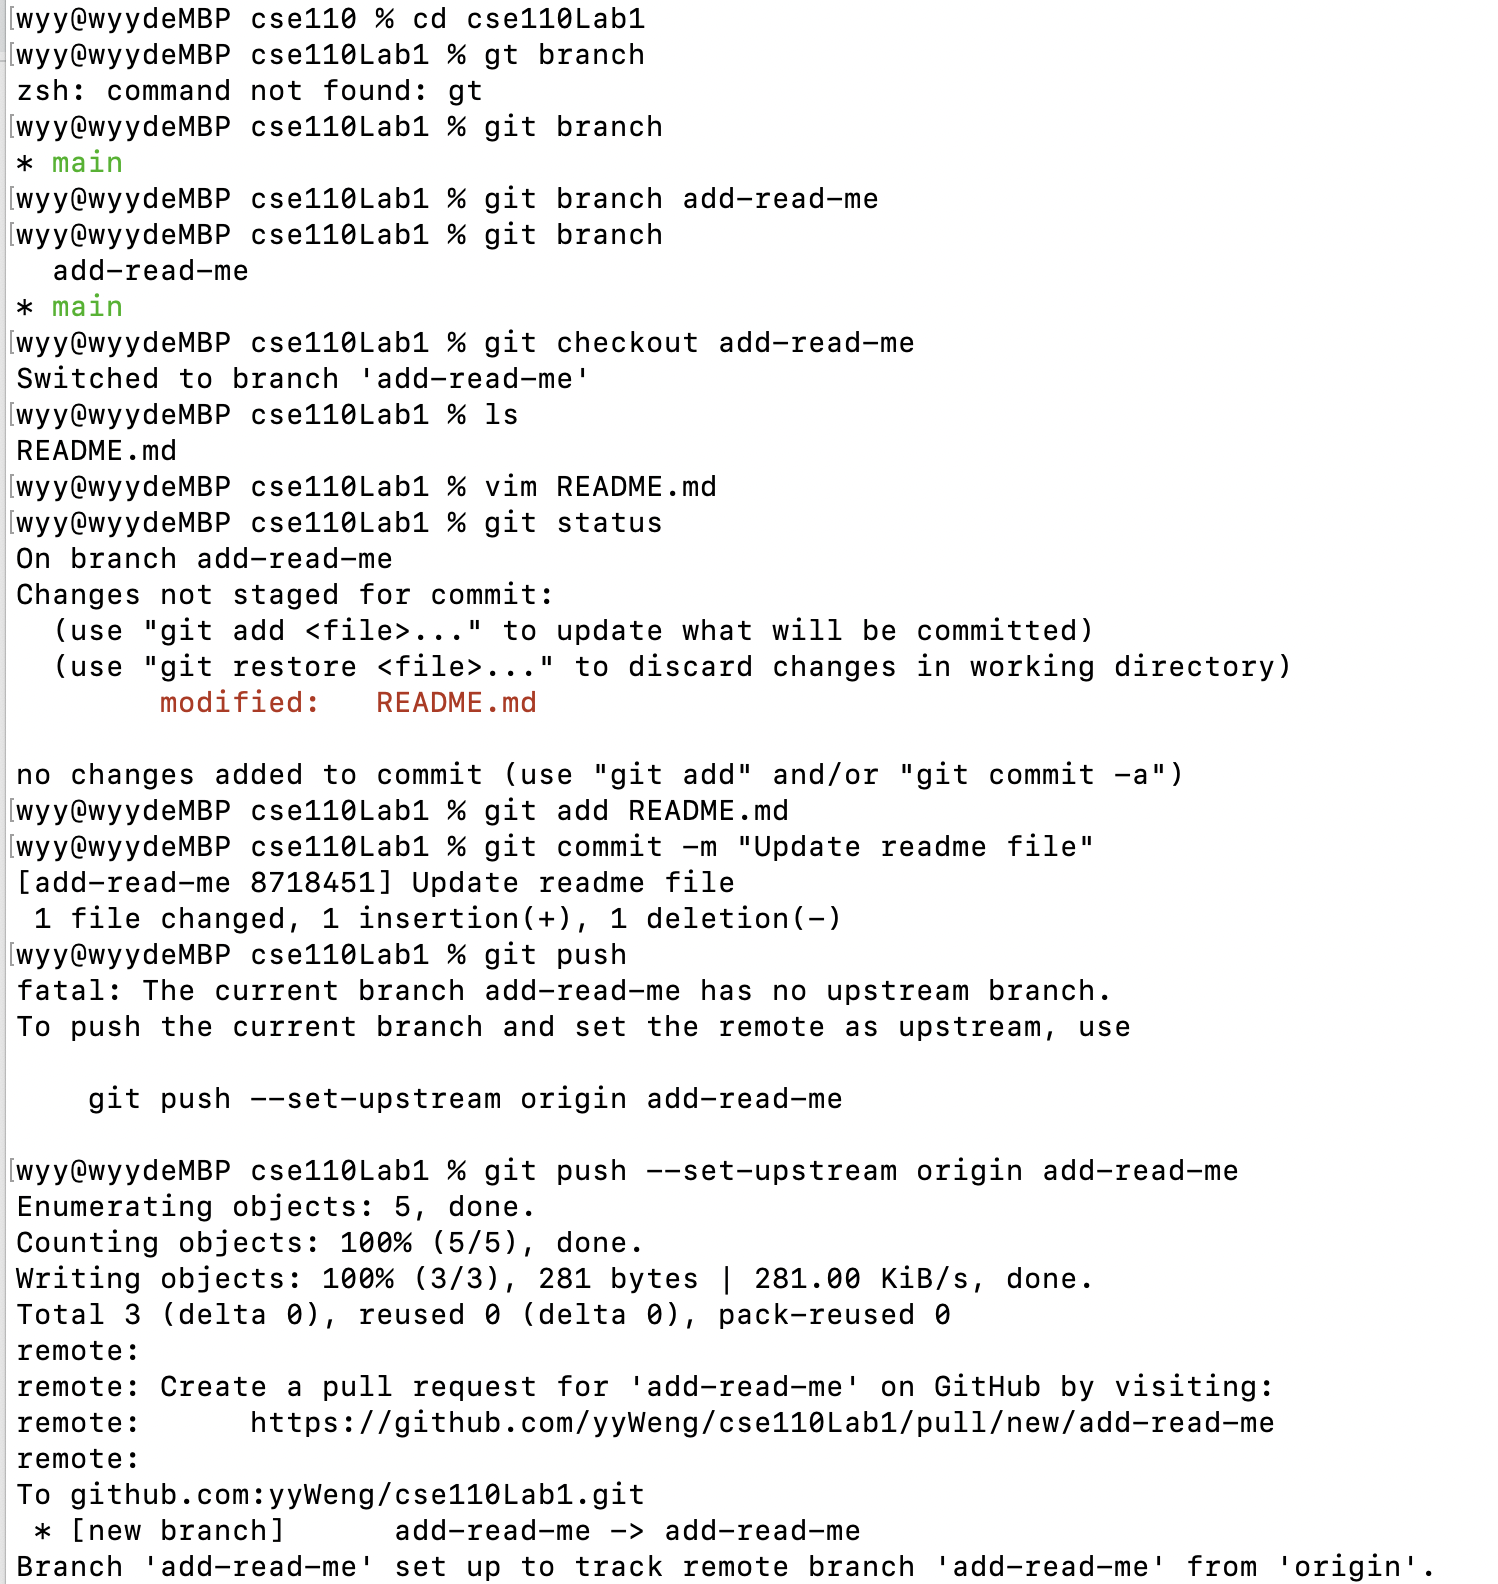 [wyy@wyydeMBP cse110 % cd cse110Lab1
[wyy@wyydeMBP cse110Lab1 % gt branch
zsh: command not found: gt
[wyy@wyydeMBP cse110Lab1 % git branch
* main
[wyy@wyydeMBP cse110Lab1 % git branch add-read-me
[wyy@wyydeMBP cse110Lab1 % git branch
  add-read-me
* main
[wyy@wyydeMBP cse110Lab1 % git checkout add-read-me
Switched to branch 'add-read-me'
[wyy@wyydeMBP cse110Lab1 % ls
README.md
[wyy@wyydeMBP cse110Lab1 % vim README.md
[wyy@wyydeMBP cse110Lab1 % git status
On branch add-read-me
Changes not staged for commit:
  (use "git add <file>..." to update what will be committed)
  (use "git restore <file>..." to discard changes in working directory)
        modified:   README.md

no changes added to commit (use "git add" and/or "git commit -a")
[wyy@wyydeMBP cse110Lab1 % git add README.md
[wyy@wyydeMBP cse110Lab1 % git commit -m "Update readme file"
[add-read-me 8718451] Update readme file
 1 file changed, 1 insertion(+), 1 deletion(-)
[wyy@wyydeMBP cse110Lab1 % git push
fatal: The current branch add-read-me has no upstream branch.
To push the current branch and set the remote as upstream, use

    git push --set-upstream origin add-read-me

[wyy@wyydeMBP cse110Lab1 % git push --set-upstream origin add-read-me
Enumerating objects: 5, done.
Counting objects: 100% (5/5), done.
Writing objects: 100% (3/3), 281 bytes | 281.00 KiB/s, done.
Total 3 (delta 0), reused 0 (delta 0), pack-reused 0
remote:
remote: Create a pull request for 'add-read-me' on GitHub by visiting:
remote:      https://github.com/yyWeng/cse110Lab1/pull/new/add-read-me
remote:
To github.com:yyWeng/cse110Lab1.git
 * [new branch]      add-read-me -> add-read-me
Branch 'add-read-me' set up to track remote branch 'add-read-me' from 'origin'.